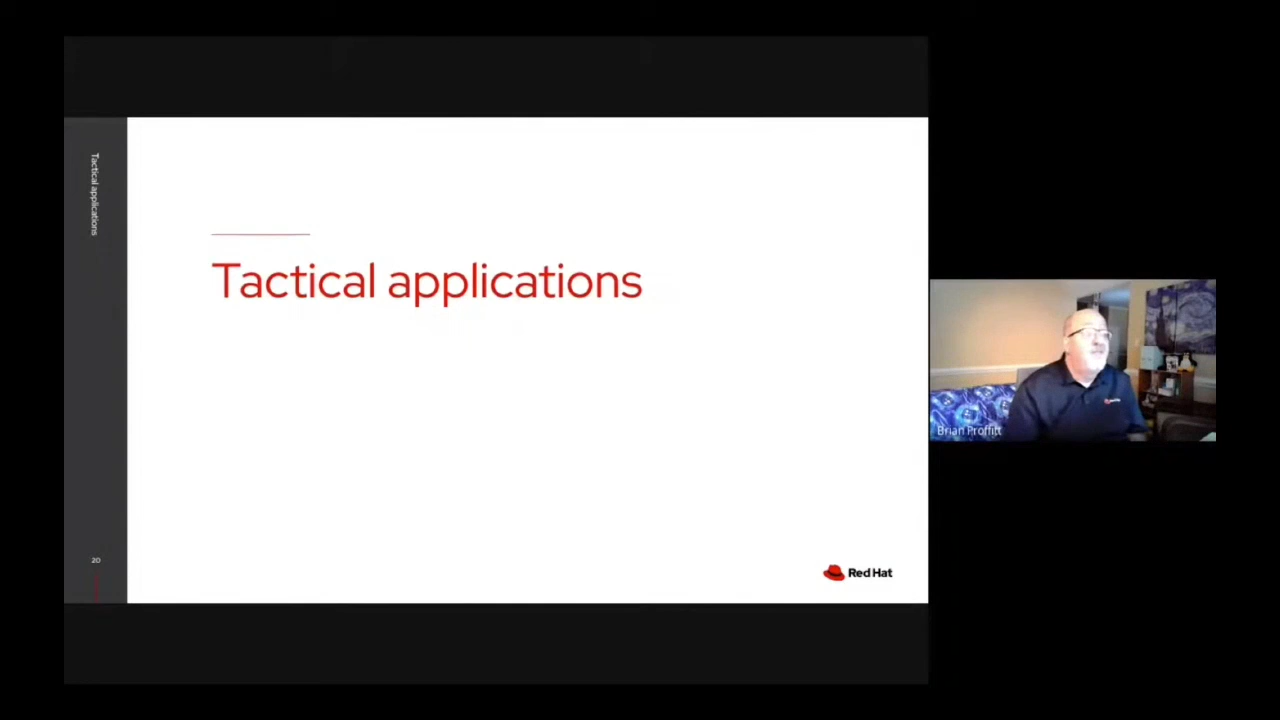 Tactical applications
Tactical applications
20
Red Hat
Brian Proffitt